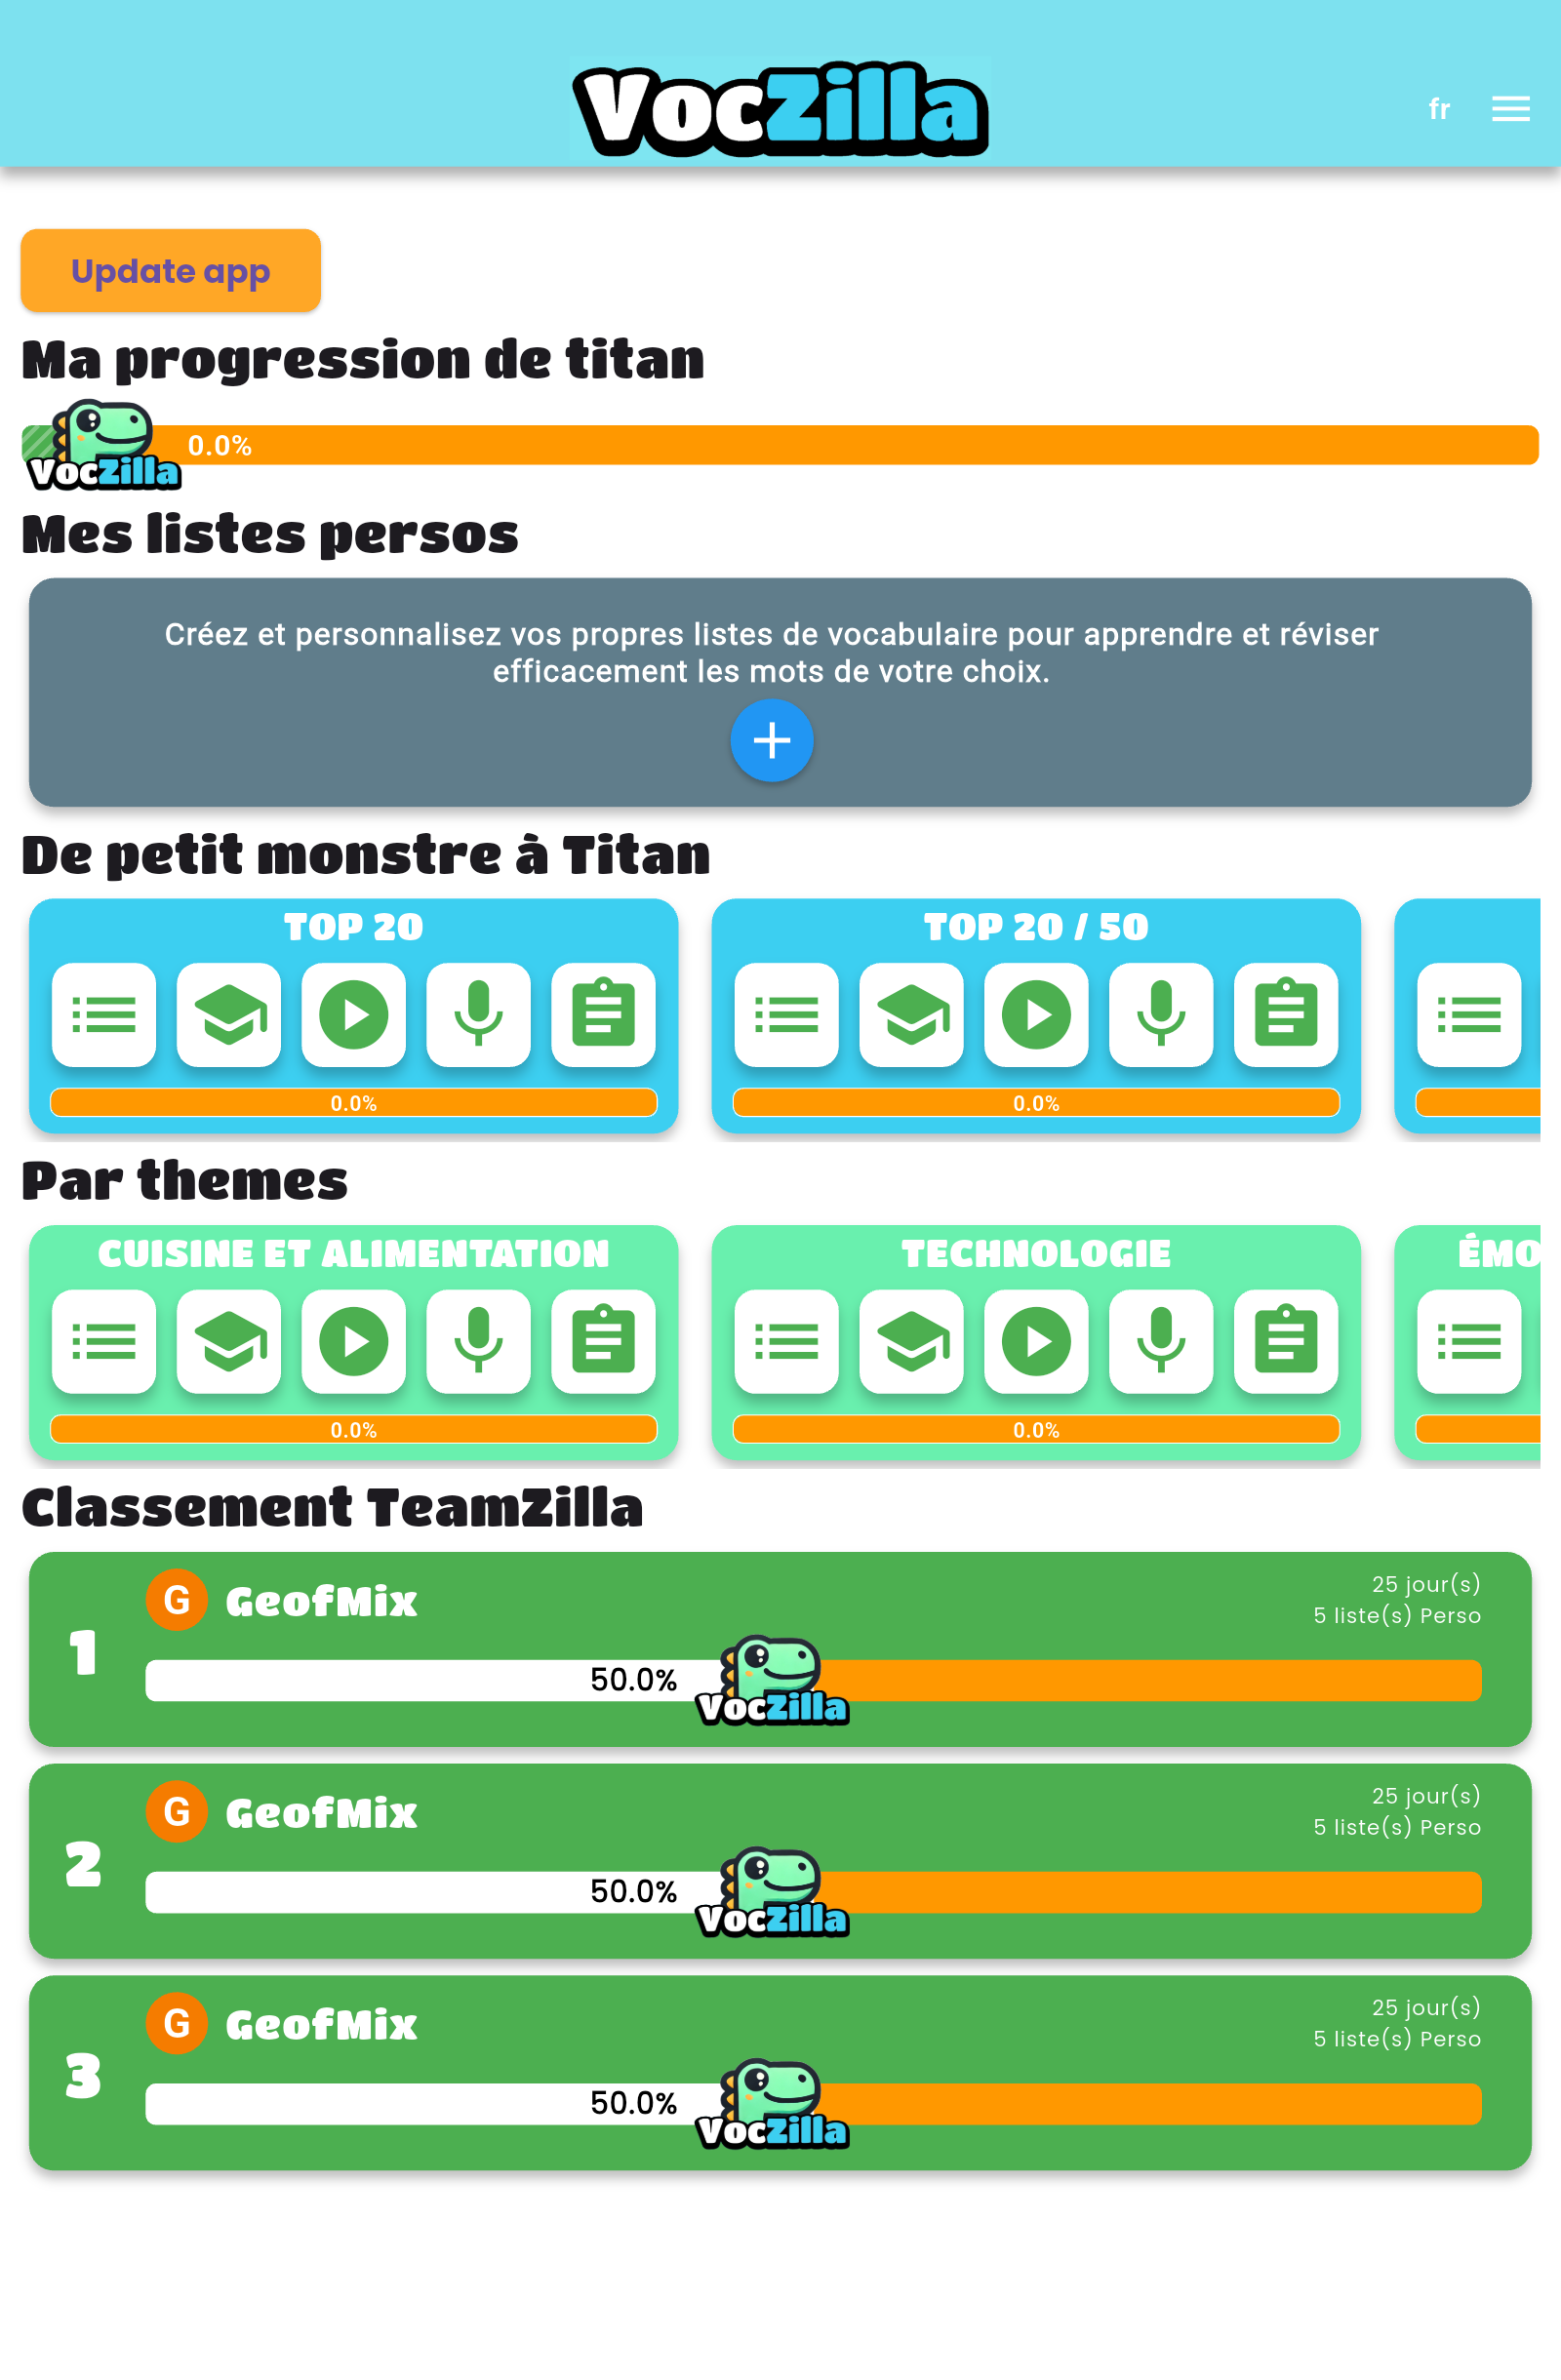 VocZilla
fr
Update app
Ma progression de titan
0.0%
VocZilla
Mes listes persos
Créez et personnalisez vos propres listes de vocabulaire pour apprendre et réviser
efficacement les mots de votre choix.
De petit monstre à Titan
TOP 20
TOP 20 / 50
0.0%
0.0%
Par themes
CUISINE ET ALIMENTATION
TECHNOLOGIE
ÉMO
0.0%
0.0%
Classement TeamZilla
1
G GeofMix
25 jour(s)
5 liste(s) Perso
50.0%
VocZilla
2
G GeofMix
25 jour(s)
5 liste(s) Perso
50.0%
VocZilla
3
G GeofMix
25 jour(s)
5 liste(s) Perso
50.0%
VocZilla